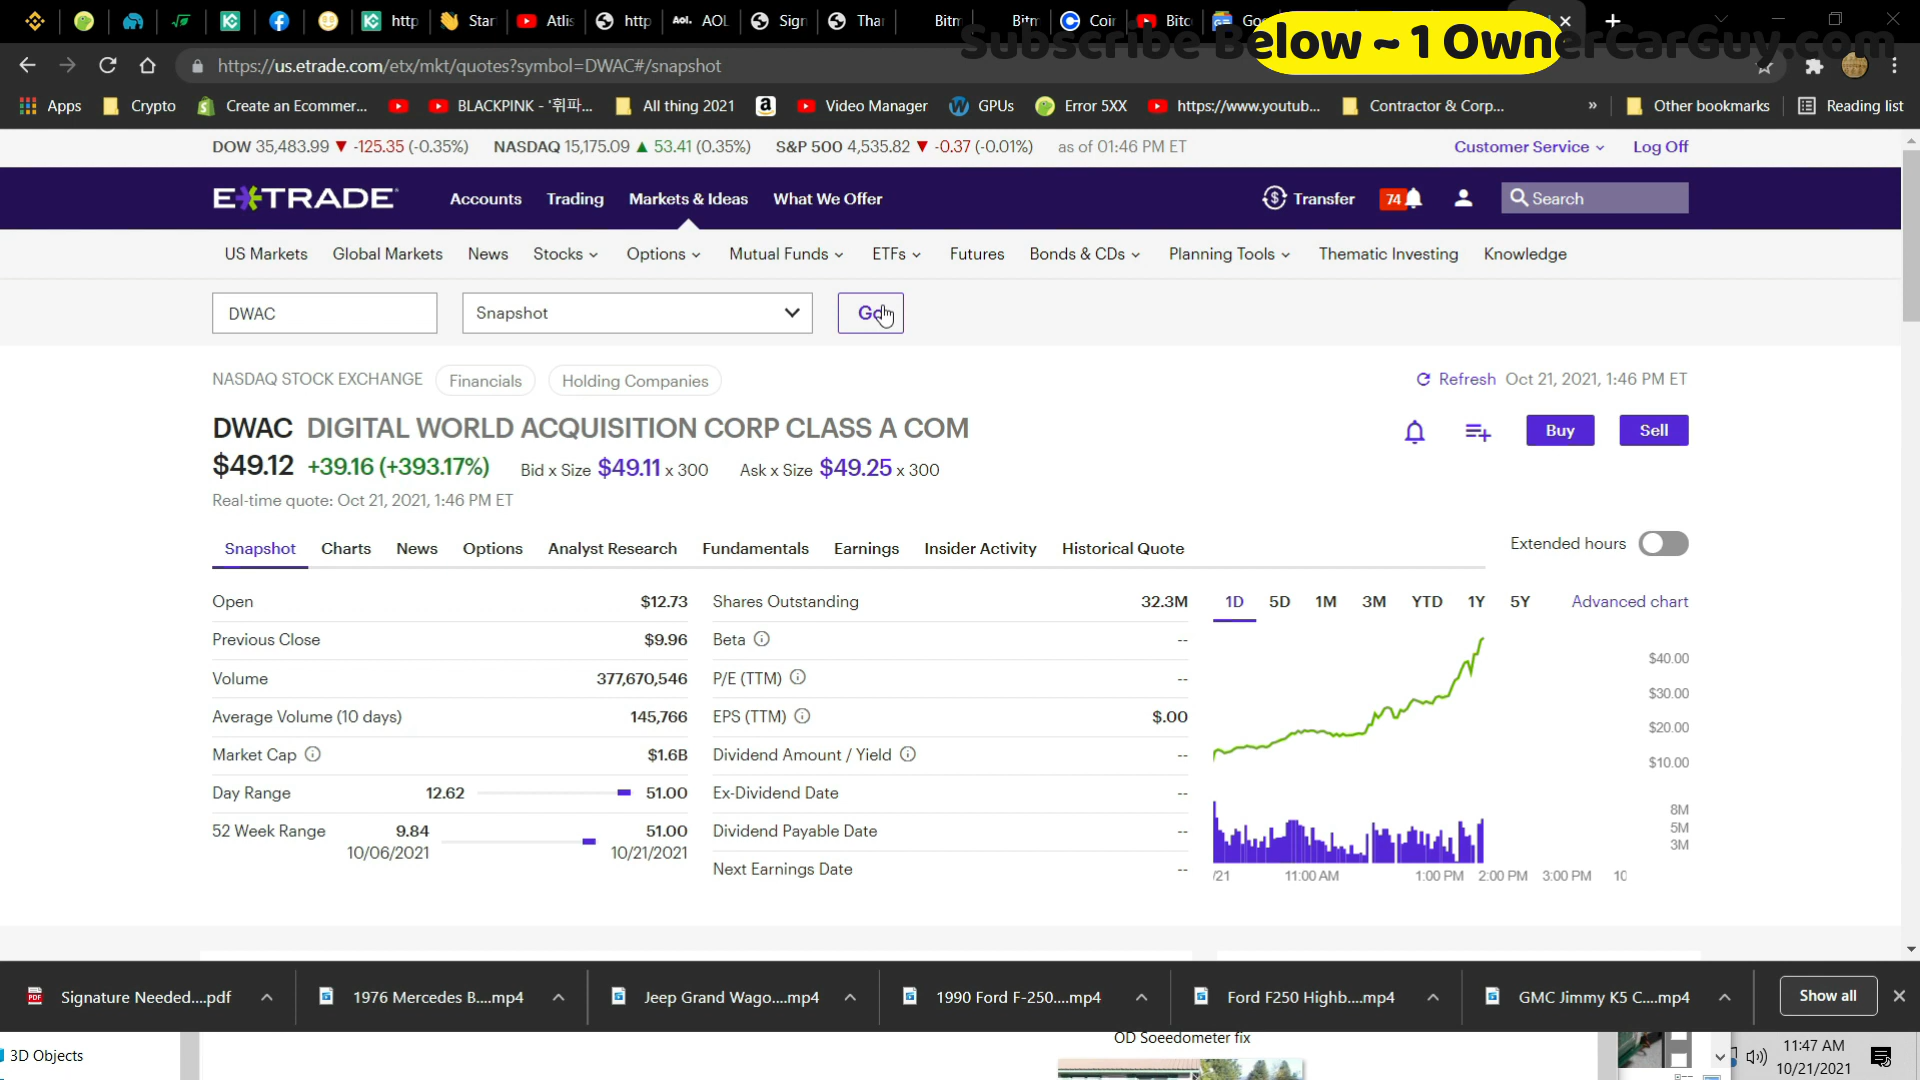 http Star Atlis http Aol. AOL Sign Tha Bitm Bitm Coin Bitc Goo
Subscribe Below ~ 1 OwnerCarGuy.com
https://us.etrade.com/etx/mkt/quotes?symbol=DWAC#/snapshot
Apps Crypto Create an Ecommer... BLACKPINK - '휘파... All thing 2021 Video Manager GPUs Error 5XX https://www.youtub... Contractor & Corp... » Other bookmarks Reading list
DOW 35,483.99 ▼ -125.35 (-0.35%) NASDAQ 15,175.09 ▲ 53.41 (0.35%) S&P 500 4,535.82 ▼ -0.37 (-0.01%) as of 01:46 PM ET Customer Service Log Off
E*TRADE Accounts Trading Markets & Ideas What We Offer Transfer 74 Search
US Markets Global Markets News Stocks Options Mutual Funds ETFs Futures Bonds & CDs Planning Tools Thematic Investing Knowledge
DWAC Snapshot Go
NASDAQ STOCK EXCHANGE Financials Holding Companies Refresh Oct 21, 2021, 1:46 PM ET
DWAC DIGITAL WORLD ACQUISITION CORP CLASS A COM Buy Sell
$49.12 +39.16 (+393.17%) Bid x Size $49.11 x 300 Ask x Size $49.25 x 300
Real-time quote: Oct 21, 2021, 1:46 PM ET
Snapshot Charts News Options Analyst Research Fundamentals Earnings Insider Activity Historical Quote Extended hours
Open $12.73 Shares Outstanding 32.3M 1D 5D 1M 3M YTD 1Y 5Y Advanced chart
Previous Close $9.96 Beta --
$40.00
Volume 377,670,546 P/E (TTM) --
$30.00
Average Volume (10 days) 145,766 EPS (TTM) $.00
$20.00
Market Cap $1.6B Dividend Amount / Yield --
$10.00
Day Range 12.62 51.00 Ex-Dividend Date --
8M
52 Week Range 9.84 51.00 Dividend Payable Date --
5M
3M
10/06/2021 10/21/2021
Next Earnings Date --
/21 11:00 AM 1:00 PM 2:00 PM 3:00 PM
Signature Needed....pdf 1976 Mercedes B....mp4 Jeep Grand Wago....mp4 1990 Ford F-250....mp4 Ford F250 Highb....mp4 GMC Jimmy K5 C....mp4 Show all
OD Soeedometer fix
3D Objects 11:47 AM
10/21/2021